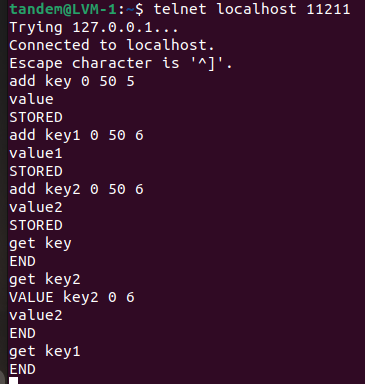 tandem@LVM-1:~$ telnet localhost 11211
Trying 127.0.0.1...
Connected to localhost.
Escape character is '^]'.
add key 0 50 5
value
STORED
add key1 0 50 6
value1
STORED
add key2 0 50 6
value2
STORED
get key
END
get key2
VALUE key2 0 6
value2
END
get key1
END